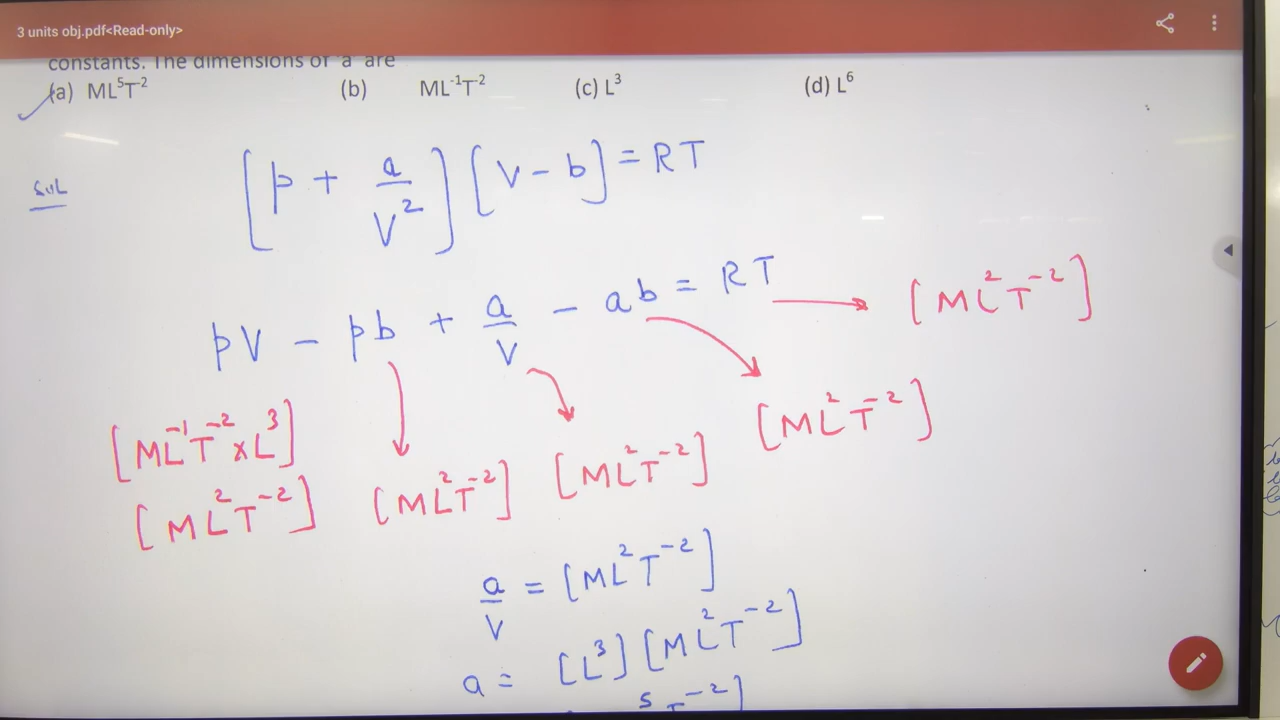 3 units obj.pdf<Read-only>
constants. The dimensions of 'a' are
(a) ML⁵T⁻² (b) ML⁻¹T⁻² (c) L³ (d) L⁶
Sol
[p + a/V²] [V - b] = RT
pV - pb + a/V - ab = RT → [ML²T⁻²]
[ML²T⁻²]
[ML⁻¹T⁻² × L³]
[ML²T⁻²] [ML²T⁻²] [ML²T⁻²]
a/V = [ML²T⁻²]
a = [L³] [ML²T⁻²]
⁵T⁻²]